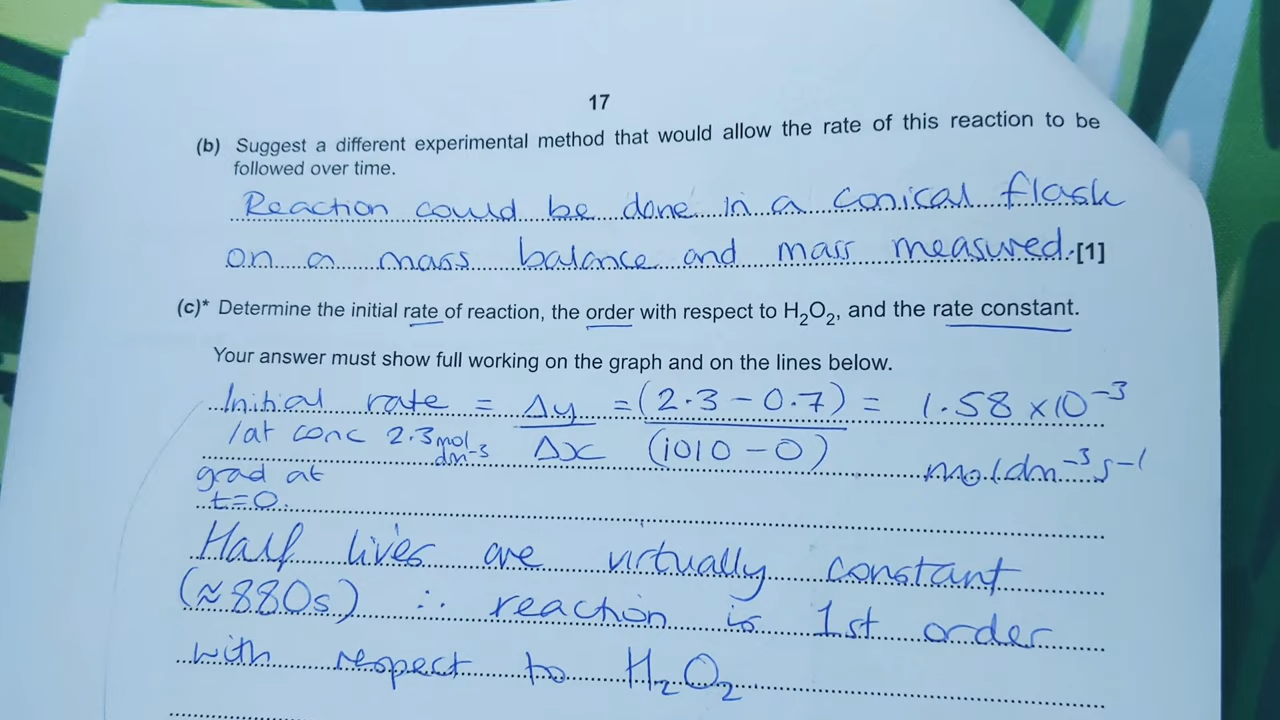 17
(b) Suggest a different experimental method that would allow the rate of this reaction to be
followed over time.
Reaction could be done in a conical flask
on a mass balance and mass measured. [1]
(c)* Determine the initial rate of reaction, the order with respect to H₂O₂, and the rate constant.
Your answer must show full working on the graph and on the lines below.
Initial rate = Δy = (2.3 − 0.7) = 1.58 × 10⁻³
/at conc 2.3 mol dm⁻³ Δx (1010 − 0) mol dm⁻³ s⁻¹
grad at
t=0.
Half lives are virtually constant
(≈880s) ∴ reaction is 1st order
with respect to H₂O₂